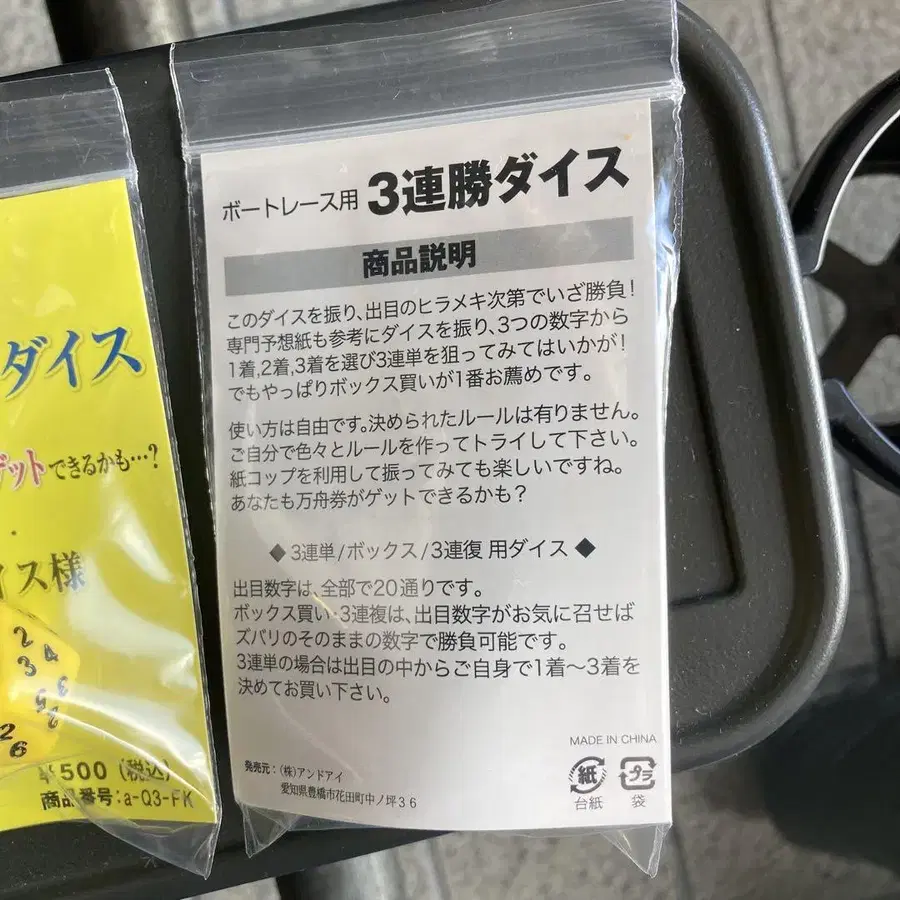 ダイス
ゲットできるかも…?
イス様
2
3 4
5 3
2
2
6
¥500 (税込)
商品番号:a-Q3-FK
ボートレース用 3連勝ダイス
商品説明
このダイスを振り、出目のヒラメキ次第でいざ勝負!
専門予想紙も参考にダイスを振り、3つの数字から
1着,2着,3着を選び3連単を狙ってみてはいかが!
でもやっぱりボックス買いが1番お薦めです。
使い方は自由です。決められたルールは有りません。
ご自分で色々とルールを作ってトライして下さい。
紙コップを利用して振ってみても楽しいですね。
あなたも万舟券がゲットできるかも?
◆ 3連単/ボックス/3連復 用ダイス ◆
出目数字は、全部で20通りです。
ボックス買い・3連複は、出目数字がお気に召せば
ズバリのそのままの数字で勝負可能です。
3連単の場合は出目の中からご自身で1着〜3着を
決めてお買い下さい。
MADE IN CHINA
発売元:(株)アンドアイ
愛知県豊橋市花田町中ノ坪36
紙 プラ
台紙 袋